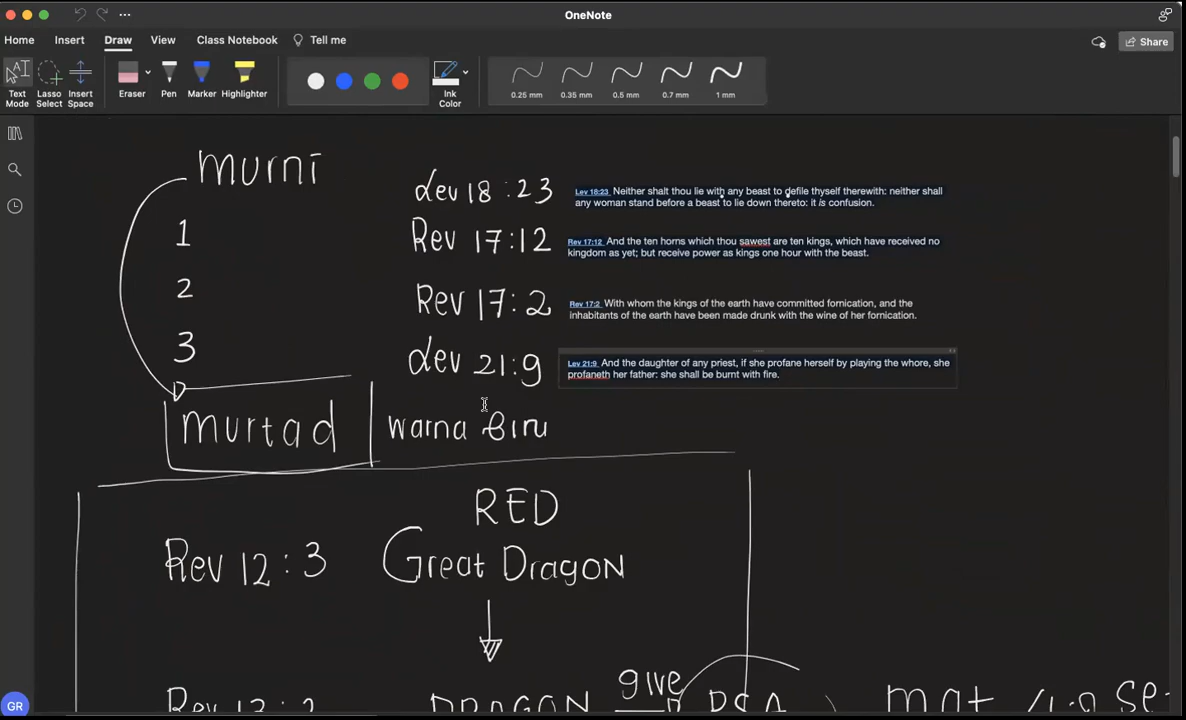 OneNote
Home Insert Draw View Class Notebook Tell me
Share
Text Mode
Lasso Select
Insert Space
Eraser
Pen
Marker
Highlighter
Ink Color
0.25 mm 0.35 mm 0.5 mm 0.7 mm 1 mm
murni
Lev 18:23
Lev 18:23 Neither shalt thou lie with any beast to defile thyself therewith: neither shall
any woman stand before a beast to lie down thereto: it is confusion.
1
Rev 17:12
Rev 17:12 And the ten horns which thou sawest are ten kings, which have received no
kingdom as yet; but receive power as kings one hour with the beast.
2
Rev 17:2
Rev 17:2 With whom the kings of the earth have committed fornication, and the
inhabitants of the earth have been made drunk with the wine of her fornication.
3
Lev 21:9
Lev 21:9 And the daughter of any priest, if she profane herself by playing the whore, she
profaneth her father: she shall be burnt with fire.
murtad
warna biru
RED
Rev 12:3 Great Dragon
give
DRAGON
GR